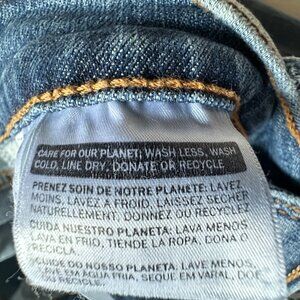 CARE FOR OUR PLANET: WASH LESS, WASH
COLD, LINE DRY, DONATE OR RECYCLE.
PRENEZ SOIN DE NOTRE PLANETE: LAVEZ
MOINS, LAVEZ A FROID, LAISSEZ SECHER
NATURELLEMENT, DONNEZ OU RECYCLEZ.
CUIDA NUESTRO PLANETA: LAVA MENOS,
LAVA EN FRIO, TIENDE LA ROPA, DONA O
RECICLA.
CUIDE DO NOSSO PLANETA: LAVE MENOS,
LAVE EM AGUA FRIA, SEQUE EM VARAL, DOE